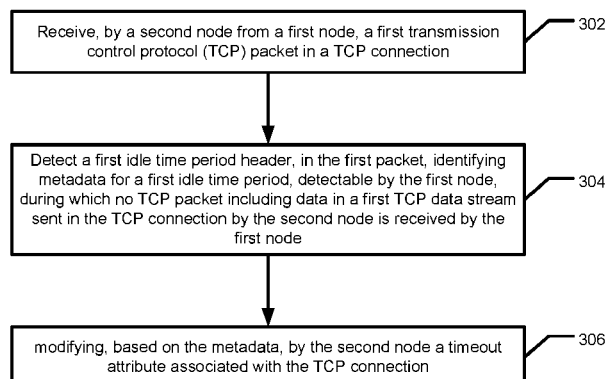 Receive, by a second node from a first node, a first transmission
control protocol (TCP) packet in a TCP connection
302
Detect a first idle time period header, in the first packet, identifying
metadata for a first idle time period, detectable by the first node,
during which no TCP packet including data in a first TCP data stream
sent in the TCP connection by the second node is received by the
first node
304
modifying, based on the metadata, by the second node a timeout
attribute associated with the TCP connection
306